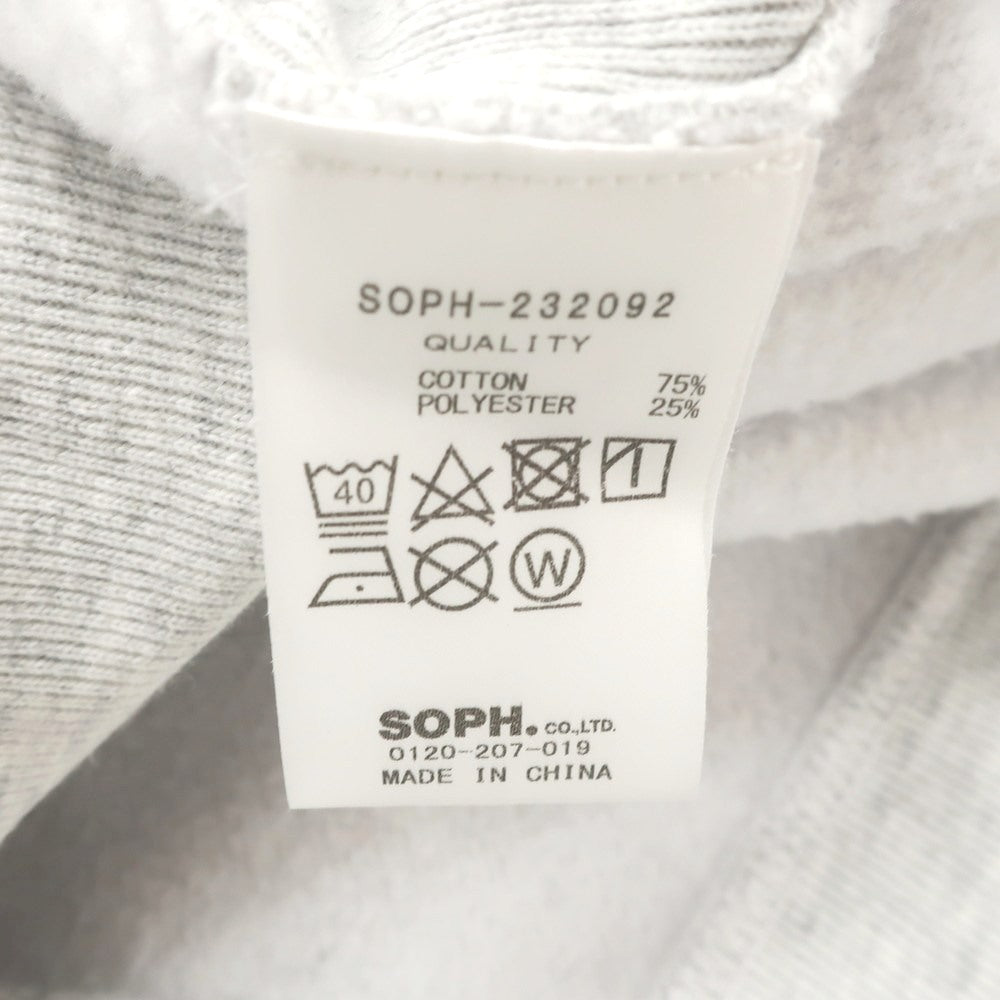 SOPH-232092
QUALITY
COTTON 75%
POLYESTER 25%
40
W
SOPH. CO.,LTD.
0120-207-019
MADE IN CHINA